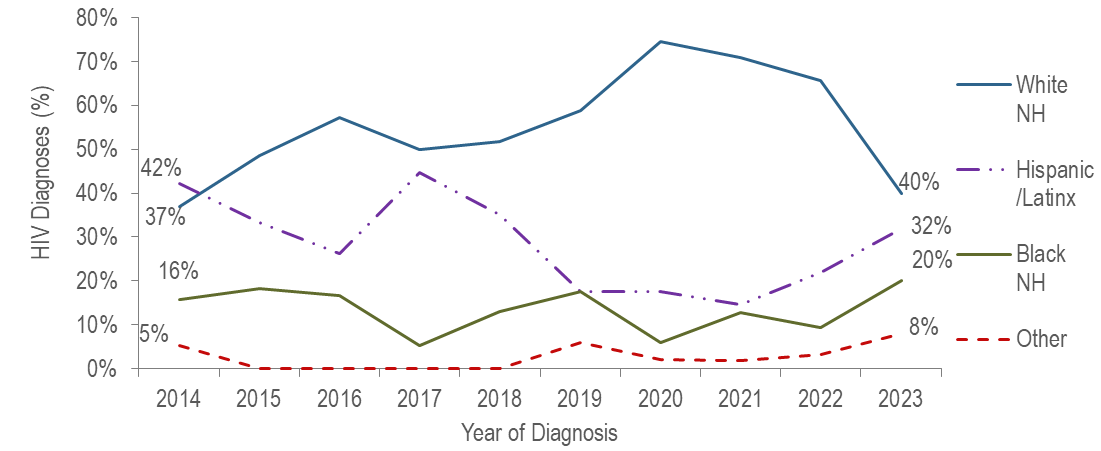 80%
70%
60%
50%
40%
30%
20%
10%
0%
HIV Diagnoses (%)
42%
37%
16%
5%
40%
32%
20%
8%
2014 2015 2016 2017 2018 2019 2020 2021 2022 2023
Year of Diagnosis
White
NH
Hispanic
/Latinx
Black
NH
Other